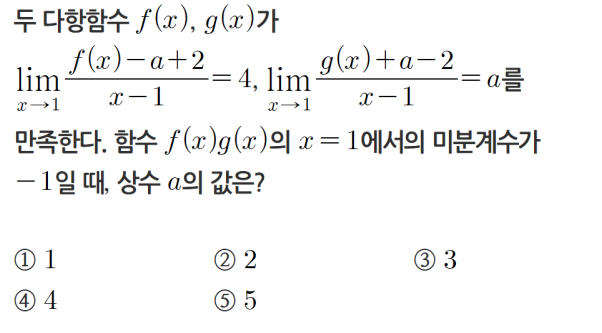 두 다항함수 f(x), g(x)가
lim_{x→1} \frac{f(x)-a+2}{x-1} = 4, lim_{x→1} \frac{g(x)+a-2}{x-1} = a를
만족한다. 함수 f(x)g(x)의 x=1에서의 미분계수가
-1일 때, 상수 a의 값은?
① 1 ② 2 ③ 3
④ 4 ⑤ 5